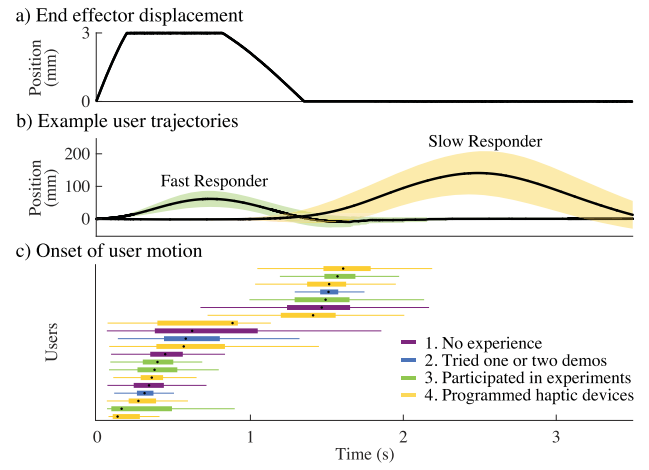 a) End effector displacement
3
Position
(mm)
0
b) Example user trajectories
Slow Responder
200
Fast Responder
Position
(mm)
100
0
c) Onset of user motion
Users
1. No experience
2. Tried one or two demos
3. Participated in experiments
4. Programmed haptic devices
0 1 2 3
Time (s)